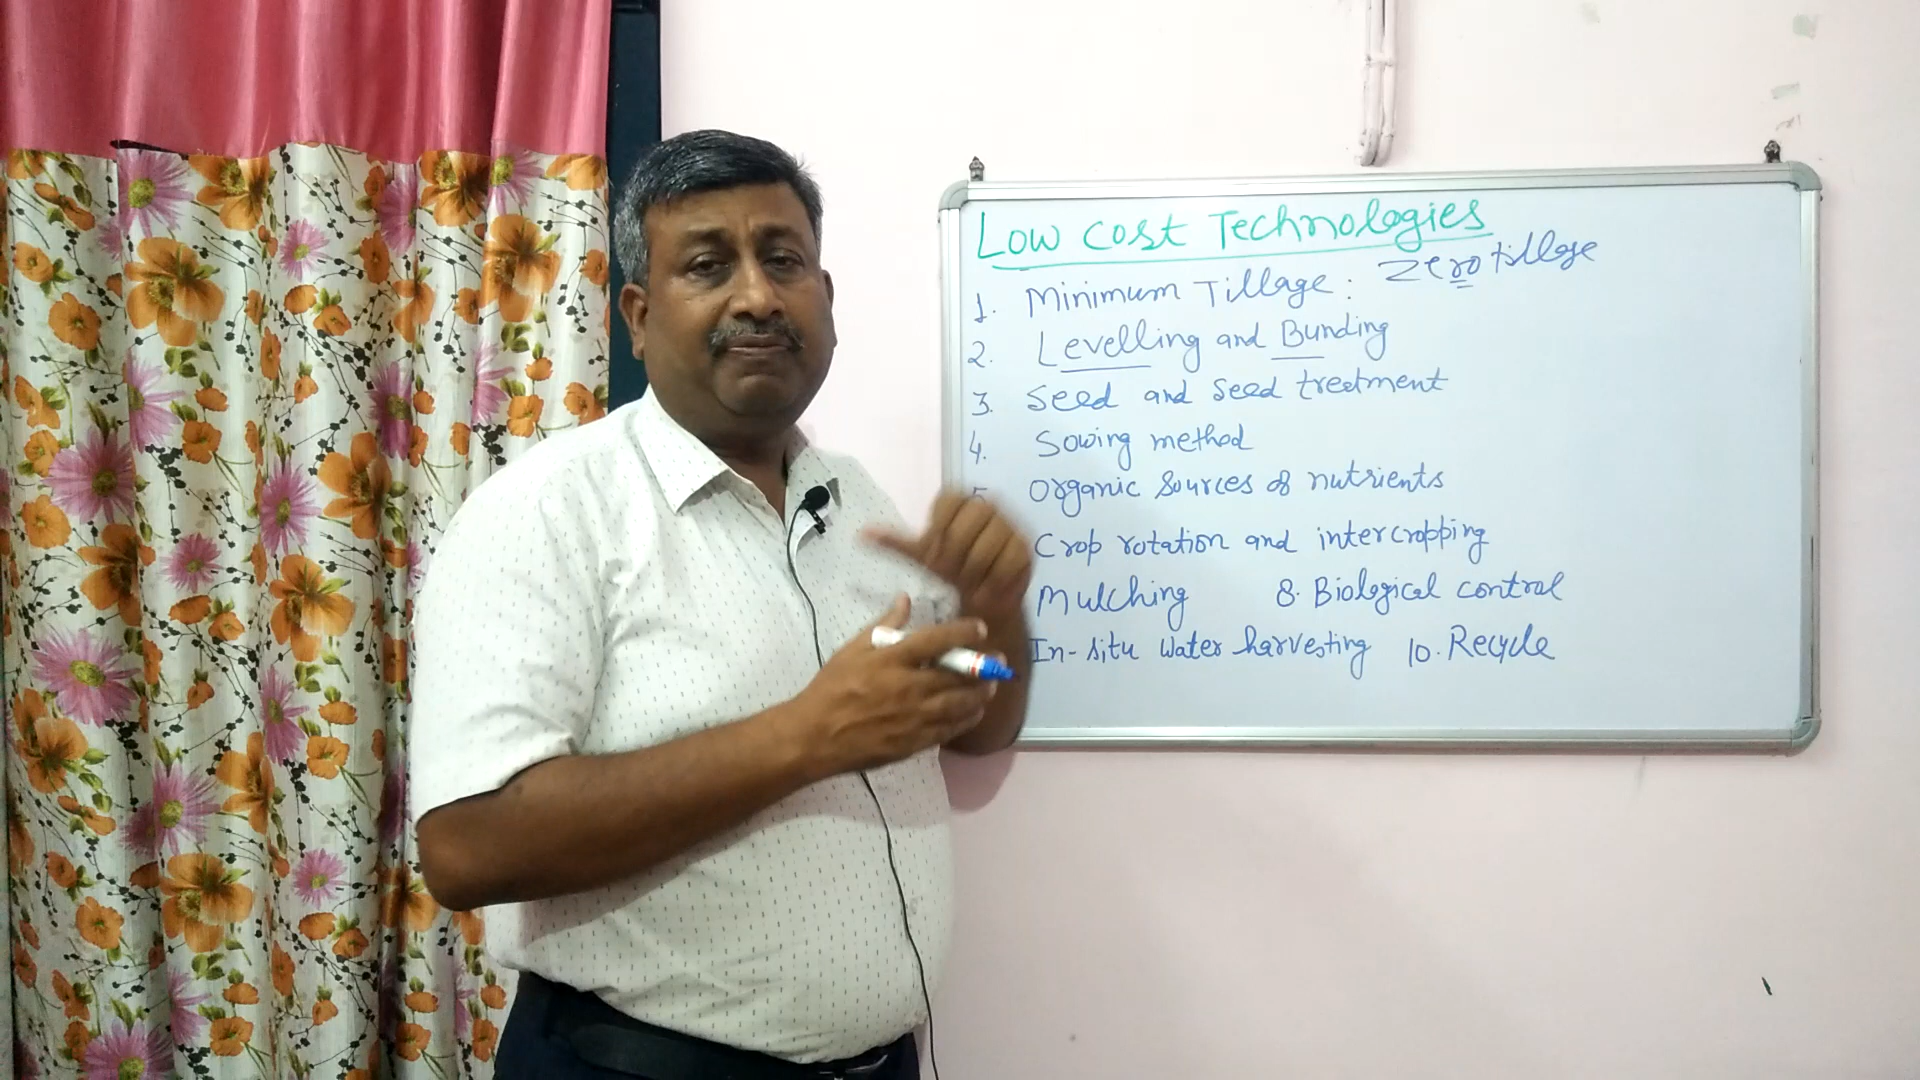 Low cost Technologies
1. Minimum Tillage: Zero tillage
2. Levelling and Bunding
3. Seed and seed treatment
4. Sowing method
5. Organic sources of nutrients
Crop rotation and intercropping
Mulching 8. Biological control
In-situ water harvesting 10. Recycle